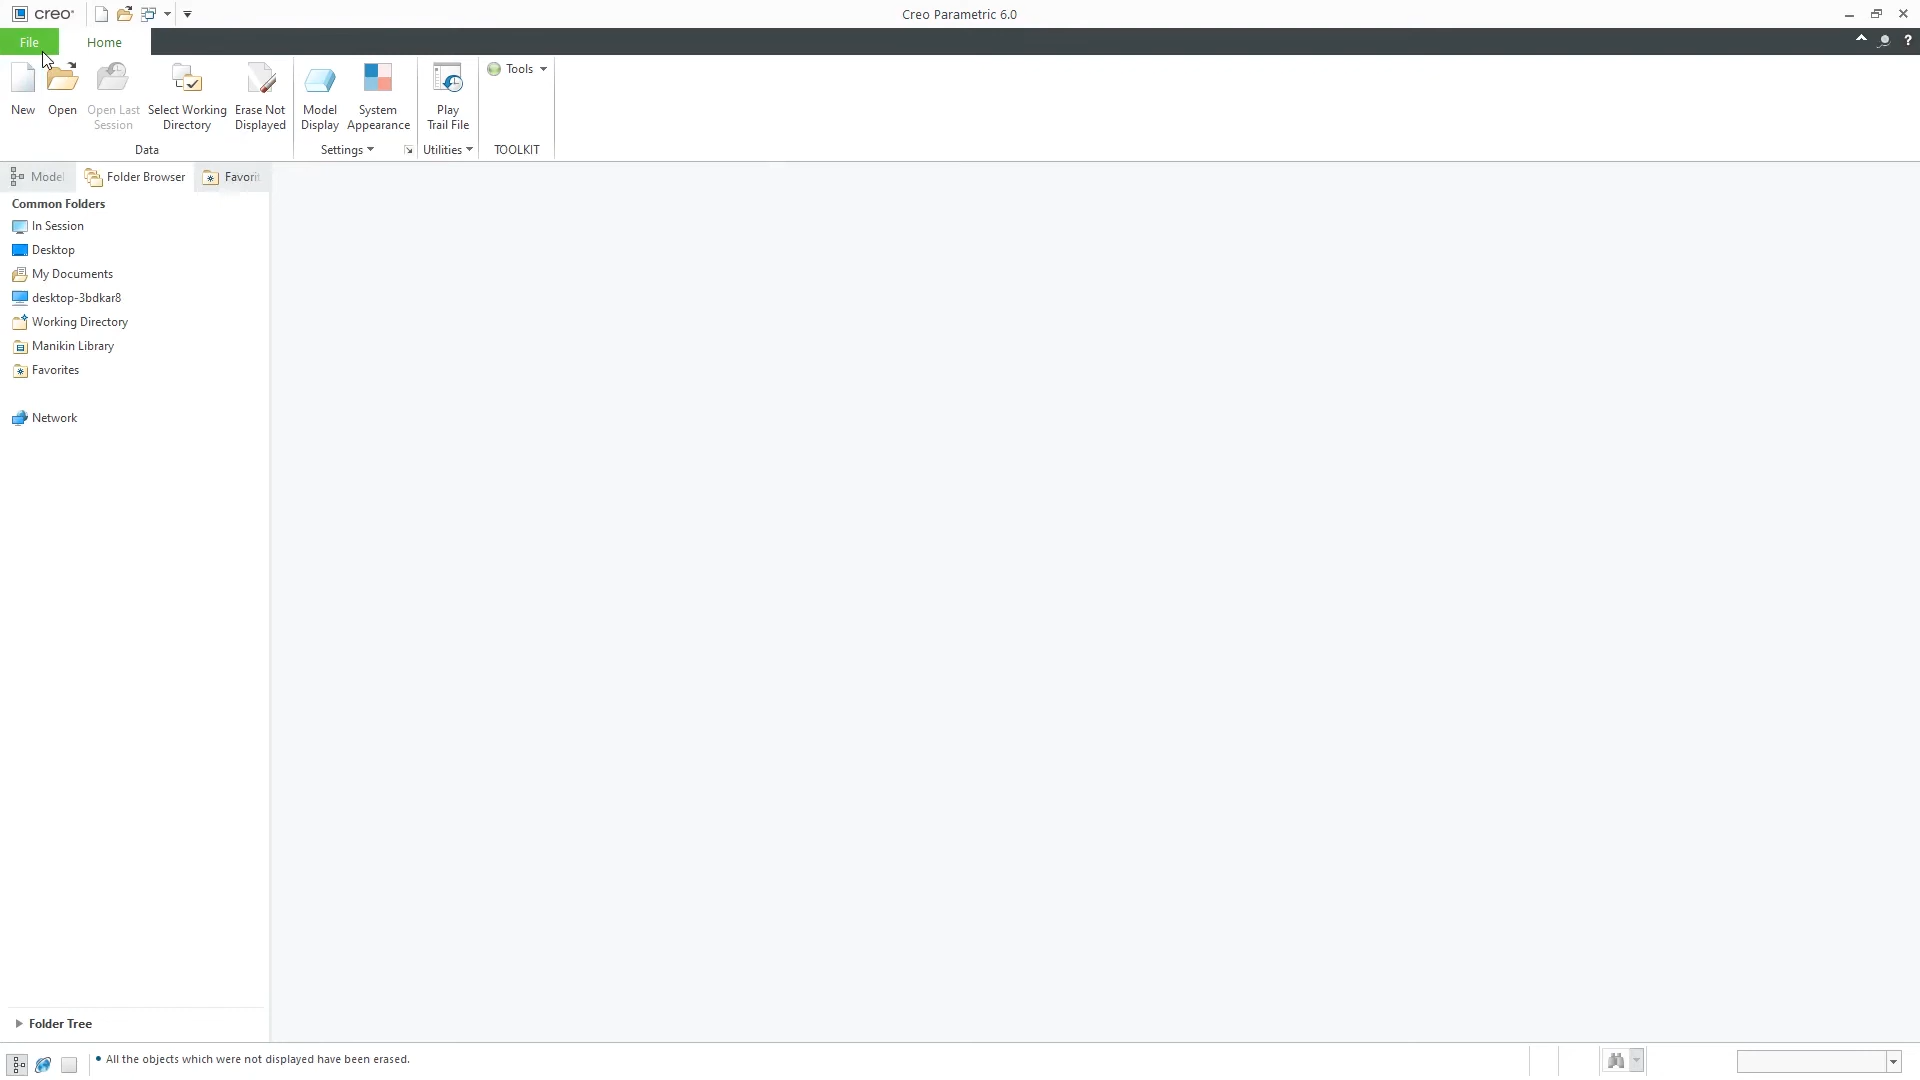 creo
Creo Parametric 6.0
File
Home
?
New
Open
Open Last
Session
Select Working
Directory
Erase Not
Displayed
Model
Display
System
Appearance
Play
Trail File
Tools
Data
Settings
Utilities
TOOLKIT
Model
Folder Browser
Favorit
Common Folders
In Session
Desktop
My Documents
desktop-3bdkar8
Working Directory
Manikin Library
Favorites
Network
Folder Tree
• All the objects which were not displayed have been erased.